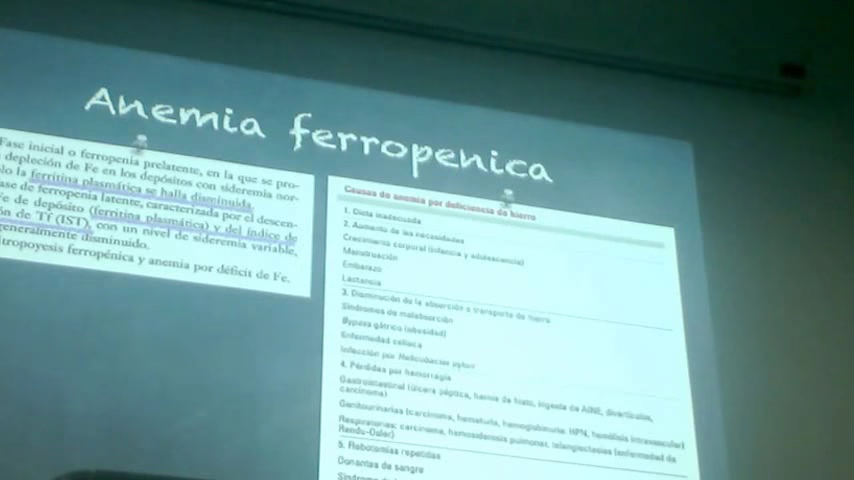 Anemia ferropenica
Fase inicial o ferropenia prelatente, en la que se pro-
depleción de Fe en los depósitos con sideremia nor-
lo la ferritina plasmática se halla disminuida.
ase de ferropenia latente, caracterizada por el descen-
Fe de depósito (ferritina plasmática) y del índice de
ón de Tf (IST), con un nivel de sideremia variable,
generalmente disminuido.
itropoyesis ferropénica y anemia por déficit de Fe.
Causas de anemia por deficiencia de hierro
1. Dieta inadecuada
2. Aumento de las necesidades
Crecimiento corporal (infancia y adolescencia)
Menstruación
Embarazo
Lactancia
3. Disminución de la absorción o transporte de hierro
Síndromes de malabsorción
Bypass gátrico (obesidad)
Enfermedad celíaca
Infección por Helicobacter pylori
4. Pérdidas por hemorragia
Gastrointestinal (úlcera péptica, hernia de hiato, ingesta de AINE, divertículos,
carcinoma)
Genitourinarias (carcinoma, hematuria, hemoglobinuria: HPN, hemólisis intravascular)
Respiratorias: carcinoma, hemosiderosis pulmonar, telangiectasias (enfermedad de
Rendu-Osler)
5. Flebotomías repetidas
Donantes de sangre